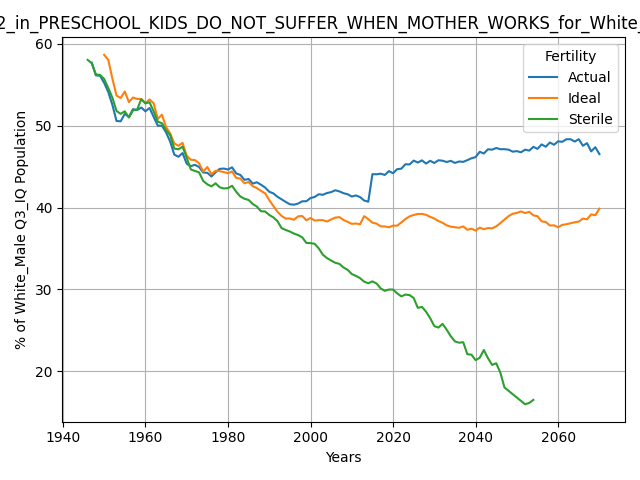 2_in_PRESCHOOL_KIDS_DO_NOT_SUFFER_WHEN_MOTHER_WORKS_for_White_
60
50
40
30
20
% of White_Male Q3_IQ Population
Fertility
Actual
Ideal
Sterile
1940 1960 1980 2000 2020 2040 2060
Years